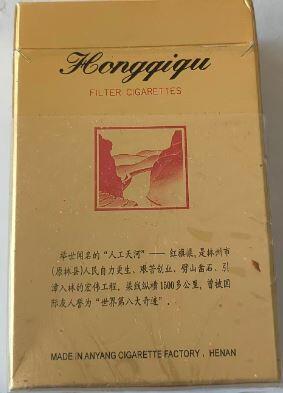 Hongqiqu
FILTER CIGARETTES
举世闻名的“人工天河”——红旗渠，是林州市
(原林县)人民自力更生、艰苦创业，劈山凿石、引
漳入林的宏伟工程。渠线纵横1500多公里，曾被国
际友人誉为“世界第八大奇迹”。
MADE IN ANYANG CIGARETTE FACTORY , HENAN